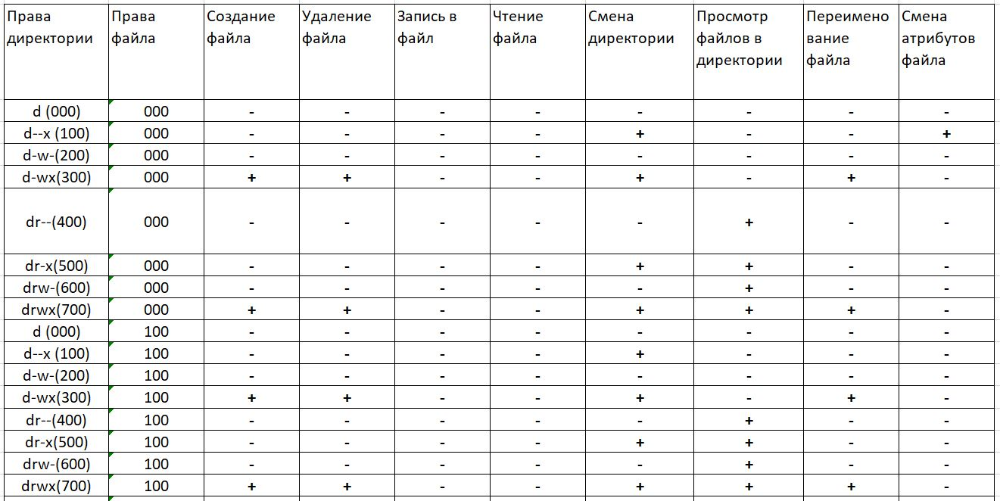 Права директории | Права файла | Создание файла | Удаление файла | Запись в файл | Чтение файла | Смена директории | Просмотр файлов в директории | Переимено вание файла | Смена атрибутов файла
d (000) | 000 | - | - | - | - | - | - | - | -
d--x (100) | 000 | - | - | - | - | + | - | - | +
d-w-(200) | 000 | - | - | - | - | - | - | - | -
d-wx(300) | 000 | + | + | - | - | + | - | + | -
dr--(400) | 000 | - | - | - | - | - | + | - | -
dr-x(500) | 000 | - | - | - | - | + | + | - | -
drw-(600) | 000 | - | - | - | - | - | + | - | -
drwx(700) | 000 | + | + | - | - | + | + | + | -
d (000) | 100 | - | - | - | - | - | - | - | -
d--x (100) | 100 | - | - | - | - | + | - | - | -
d-w-(200) | 100 | - | - | - | - | - | - | - | -
d-wx(300) | 100 | + | + | - | - | + | - | + | -
dr--(400) | 100 | - | - | - | - | - | + | - | -
dr-x(500) | 100 | - | - | - | - | + | + | - | -
drw-(600) | 100 | - | - | - | - | - | + | - | -
drwx(700) | 100 | + | + | - | - | + | + | + | -